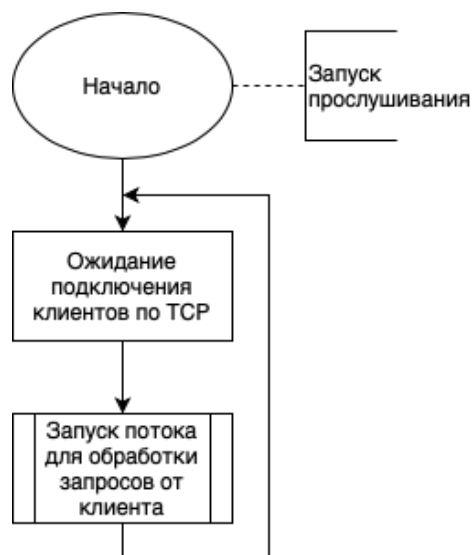 Начало
Запуск
прослушивания
Ожидание
подключения
клиентов по TCP
Запуск потока
для обработки
запросов от
клиента